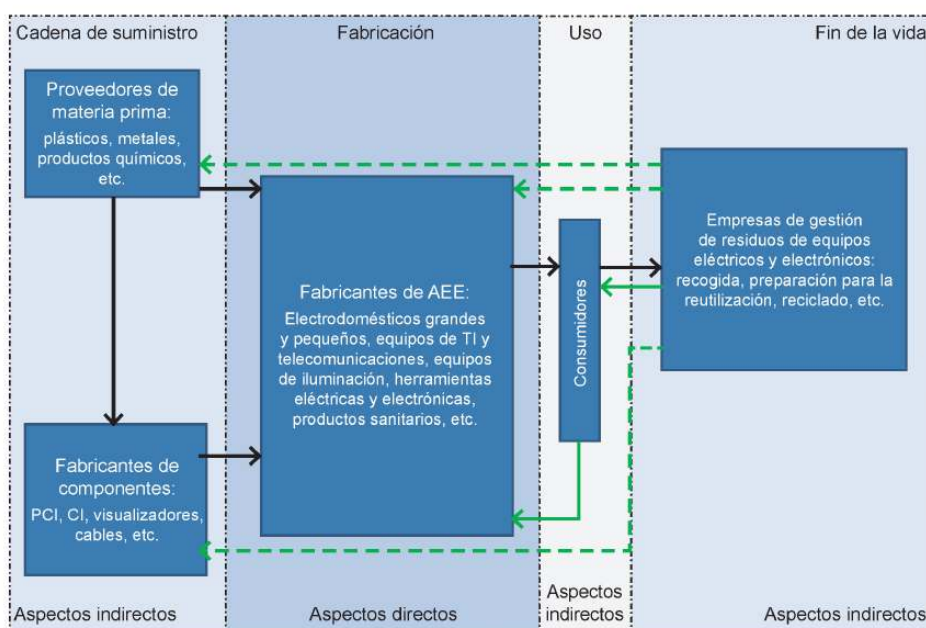 Cadena de suministro
Fabricación
Uso
Fin de la vida
Proveedores de
materia prima:
plásticos, metales,
productos químicos,
etc.
Fabricantes de AEE:
Electrodomésticos grandes
y pequeños, equipos de TI y
telecomunicaciones, equipos
de iluminación, herramientas
eléctricas y electrónicas,
productos sanitarios, etc.
Consumidores
Empresas de gestión
de residuos de equipos
eléctricos y electrónicos:
recogida, preparación para la
reutilización, reciclado, etc.
Fabricantes de
componentes:
PCI, CI, visualizadores,
cables, etc.
Aspectos indirectos
Aspectos directos
Aspectos
indirectos
Aspectos indirectos